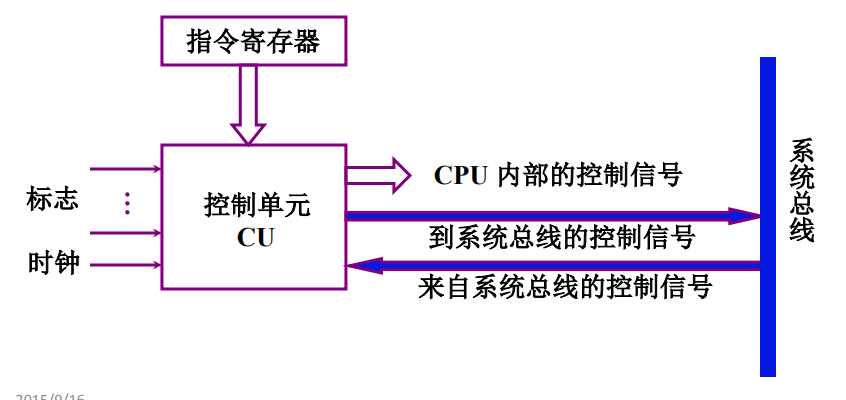 指令寄存器
标志
时钟
控制单元
CU
CPU 内部的控制信号
到系统总线的控制信号
来自系统总线的控制信号
系统总线
2015/9/16